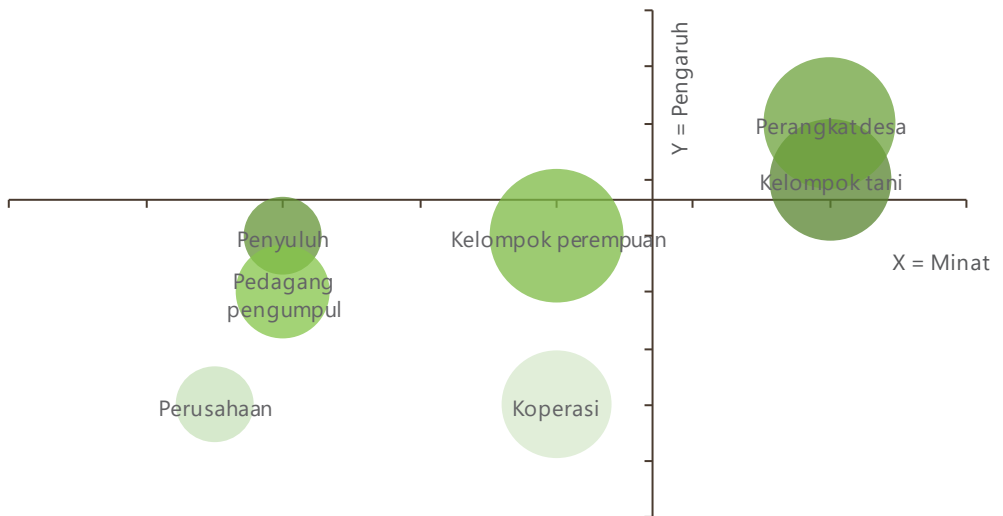 Y = Pengaruh
Perangkat desa
Kelompok tani
Penyuluh
Kelompok perempuan
X = Minat
Pedagang
pengumpul
Perusahaan
Koperasi